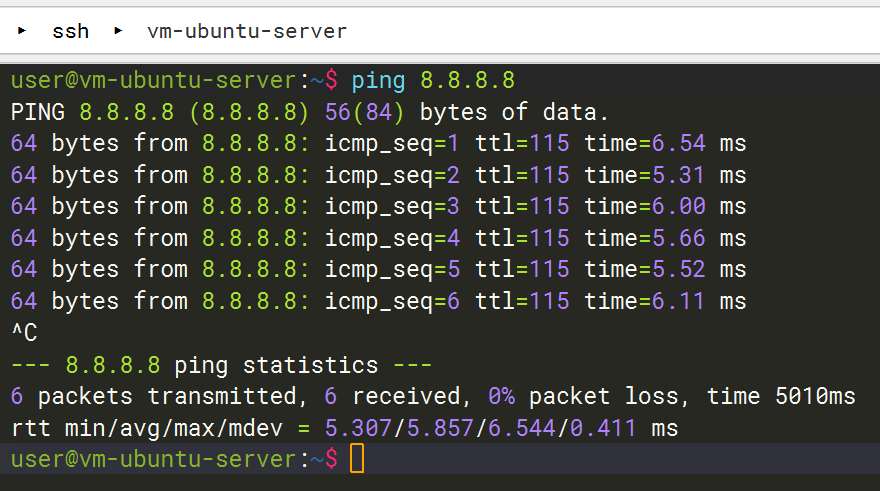 ▸ ssh ▸ vm-ubuntu-server
user@vm-ubuntu-server:~$ ping 8.8.8.8
PING 8.8.8.8 (8.8.8.8) 56(84) bytes of data.
64 bytes from 8.8.8.8: icmp_seq=1 ttl=115 time=6.54 ms
64 bytes from 8.8.8.8: icmp_seq=2 ttl=115 time=5.31 ms
64 bytes from 8.8.8.8: icmp_seq=3 ttl=115 time=6.00 ms
64 bytes from 8.8.8.8: icmp_seq=4 ttl=115 time=5.66 ms
64 bytes from 8.8.8.8: icmp_seq=5 ttl=115 time=5.52 ms
64 bytes from 8.8.8.8: icmp_seq=6 ttl=115 time=6.11 ms
^C
--- 8.8.8.8 ping statistics ---
6 packets transmitted, 6 received, 0% packet loss, time 5010ms
rtt min/avg/max/mdev = 5.307/5.857/6.544/0.411 ms
user@vm-ubuntu-server:~$